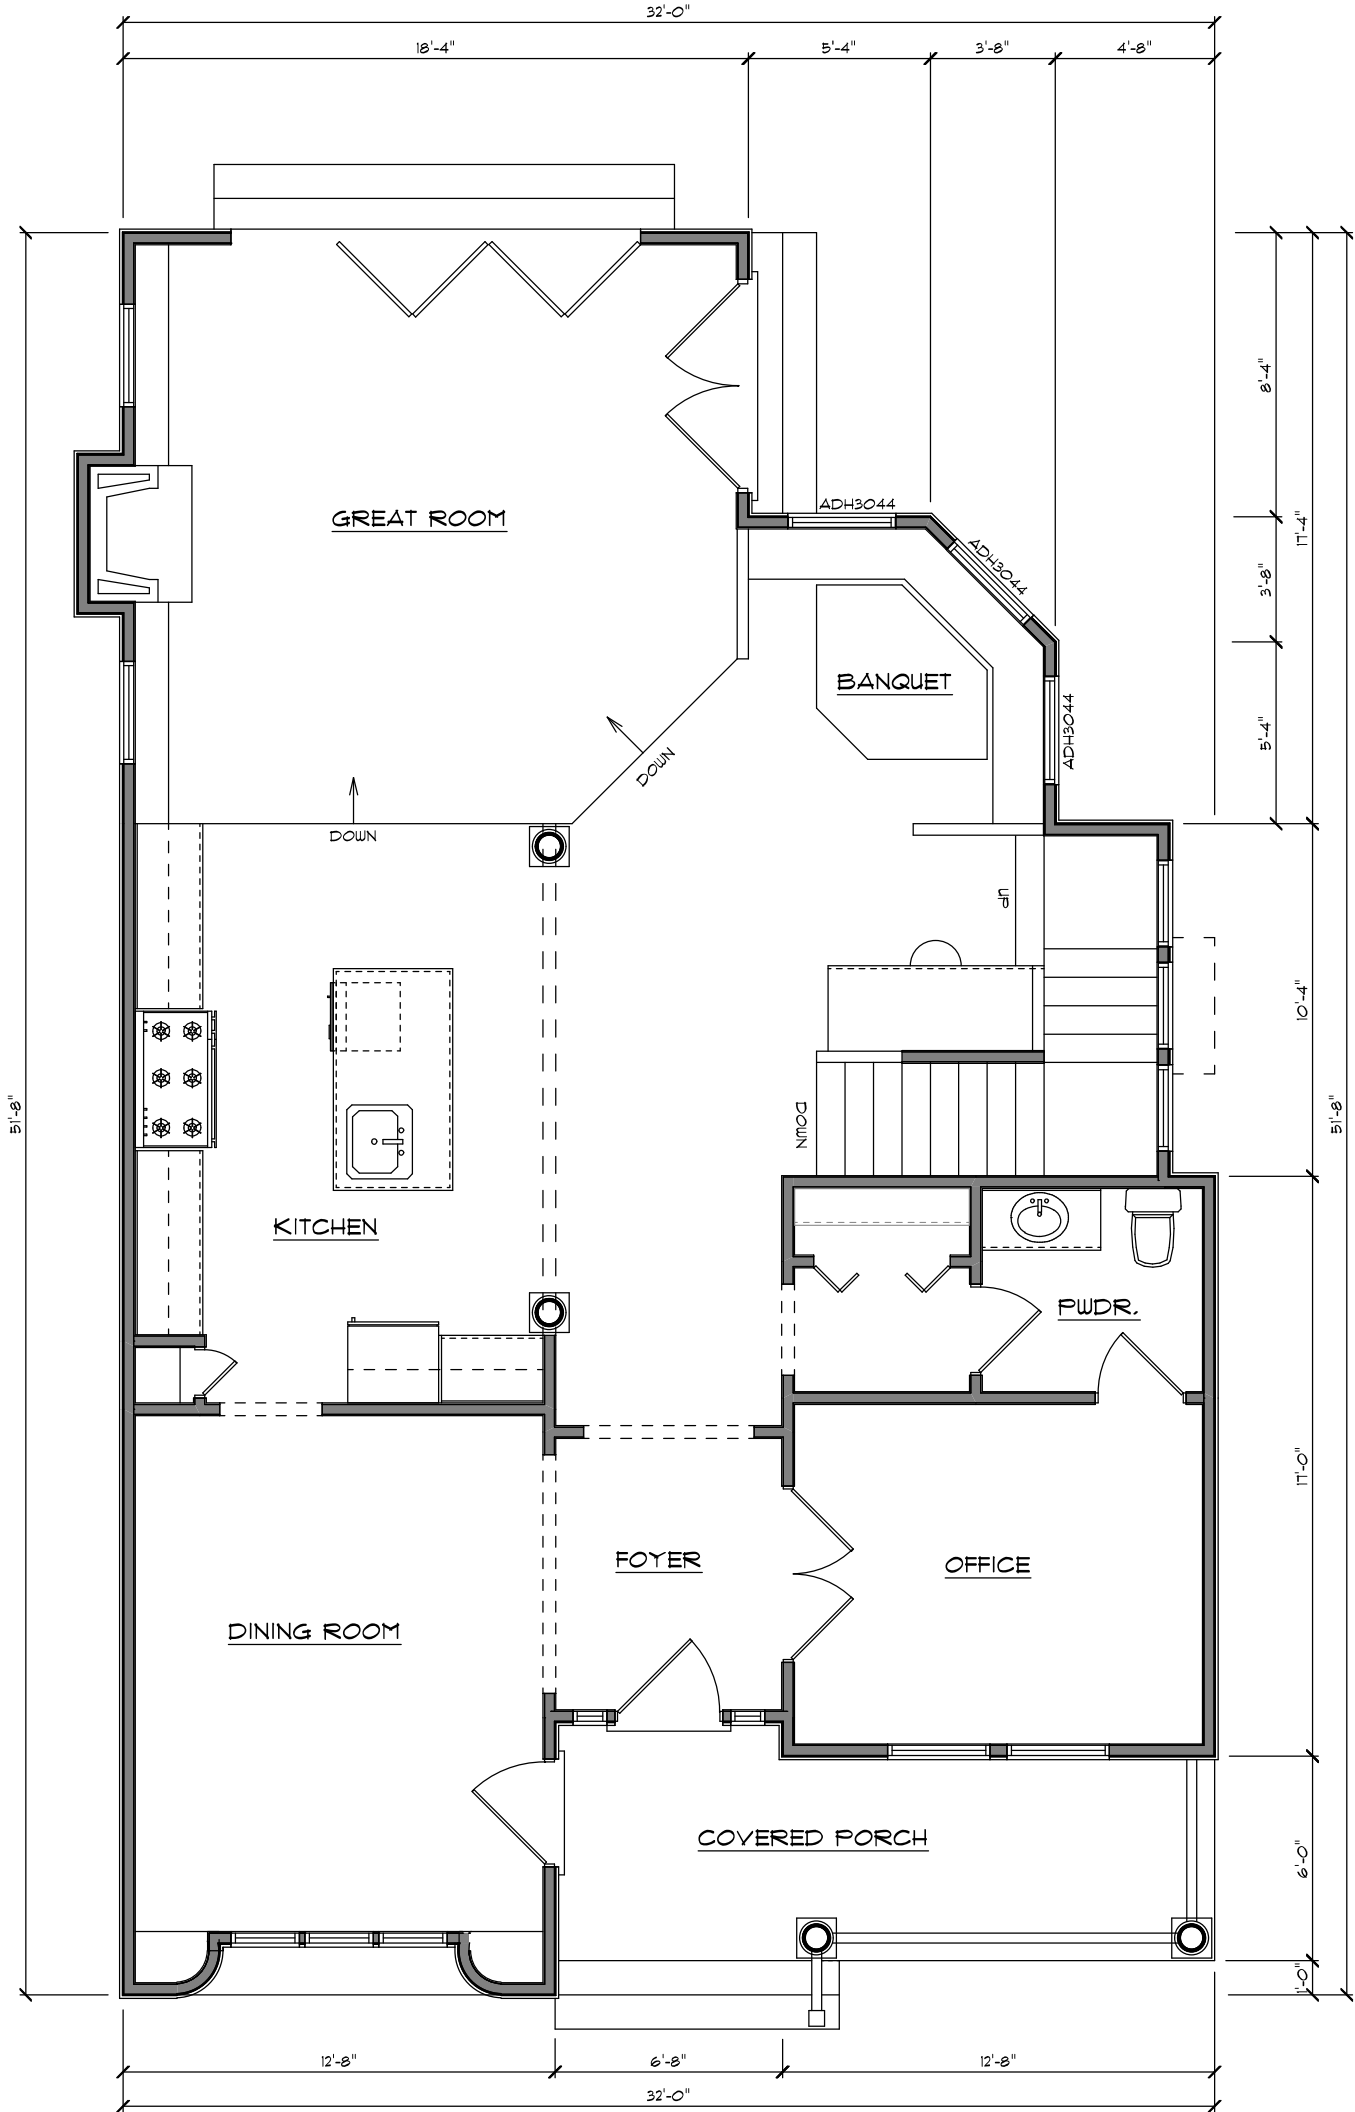 32'-0"
18'-4"
5'-4"
3'-8"
4'-8"
8'-4"
ADH3044
GREAT ROOM
17'-4"
ADH3044
3'-8"
BANQUET
ADH3044
5'-4"
DOWN
DOWN
UP
10'-4"
51'-8"
51'-8"
DOWN
KITCHEN
PWDR.
17'-0"
FOYER
OFFICE
DINING ROOM
COVERED PORCH
6'-0"
1'-0"
12'-8"
6'-8"
12'-8"
32'-0"